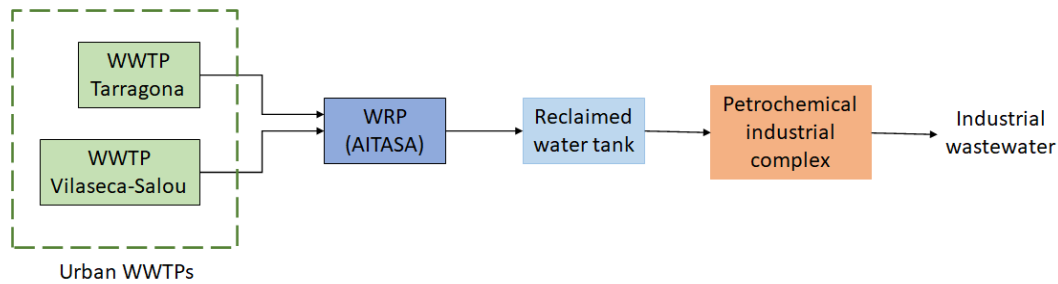 WWTP
Tarragona
WWTP
Vilaseca-Salou
Urban WWTPs
WRP
(AITASA)
Reclaimed
water tank
Petrochemical
industrial
complex
Industrial
wastewater